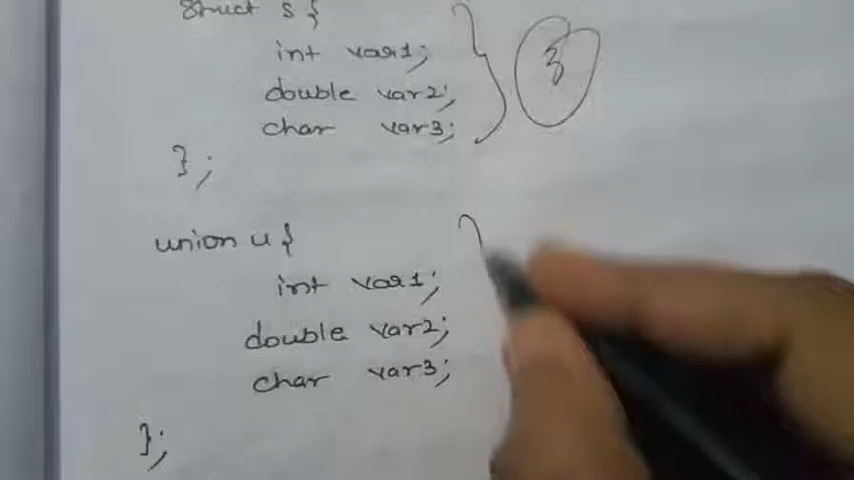 struct s {
int var1;
double var2;
char var3;
};
3
union u {
int var1;
double var2;
char var3;
};